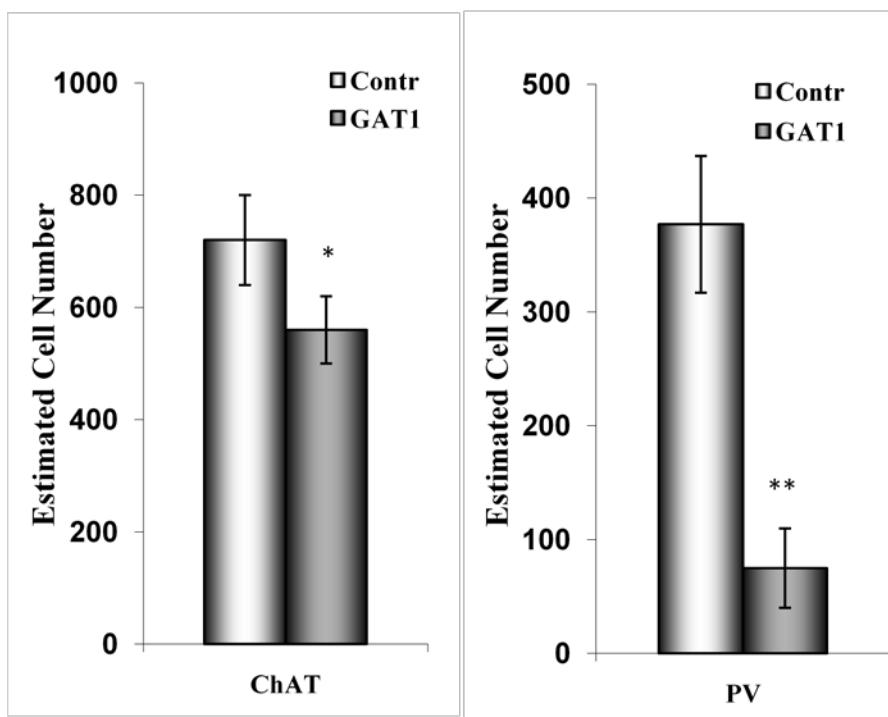 1000
800
600
400
200
0
Estimated Cell Number
Contr
GAT1
*
ChAT
500
400
300
200
100
0
Estimated Cell Number
Contr
GAT1
**
PV